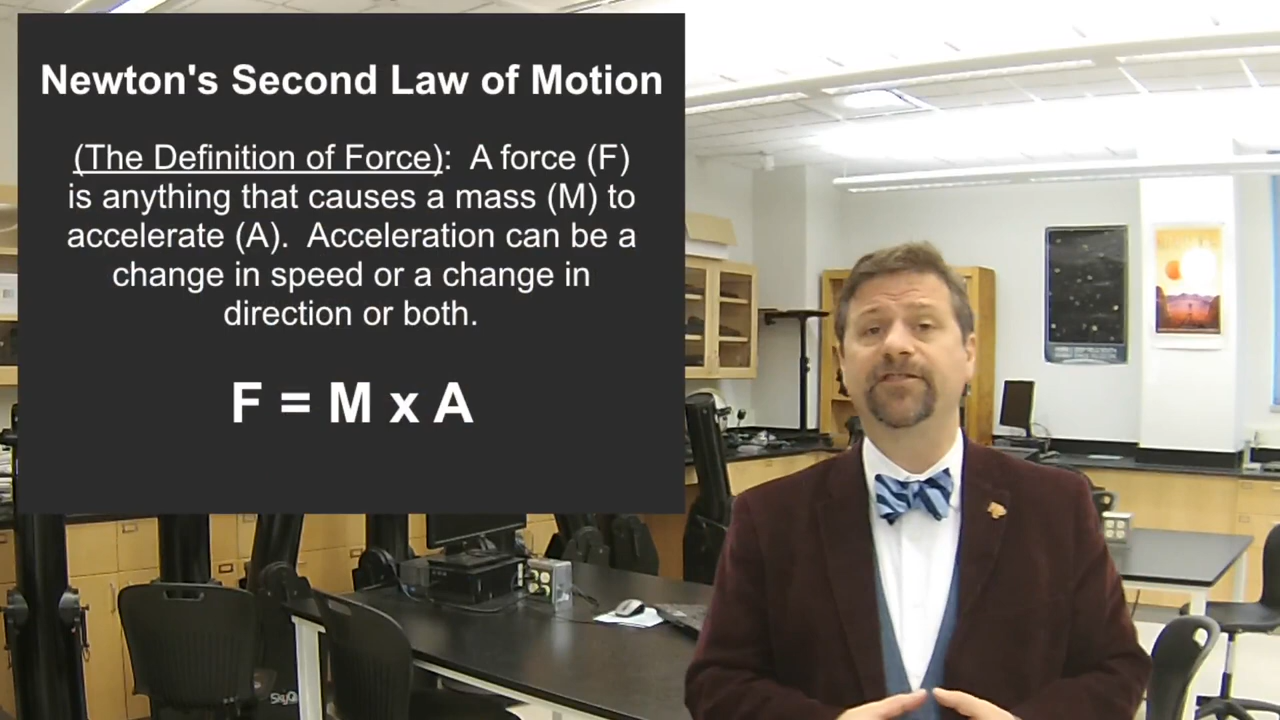 Newton's Second Law of Motion
(The Definition of Force):  A force (F)
is anything that causes a mass (M) to
accelerate (A).  Acceleration can be a
change in speed or a change in
direction or both.
F = M x A